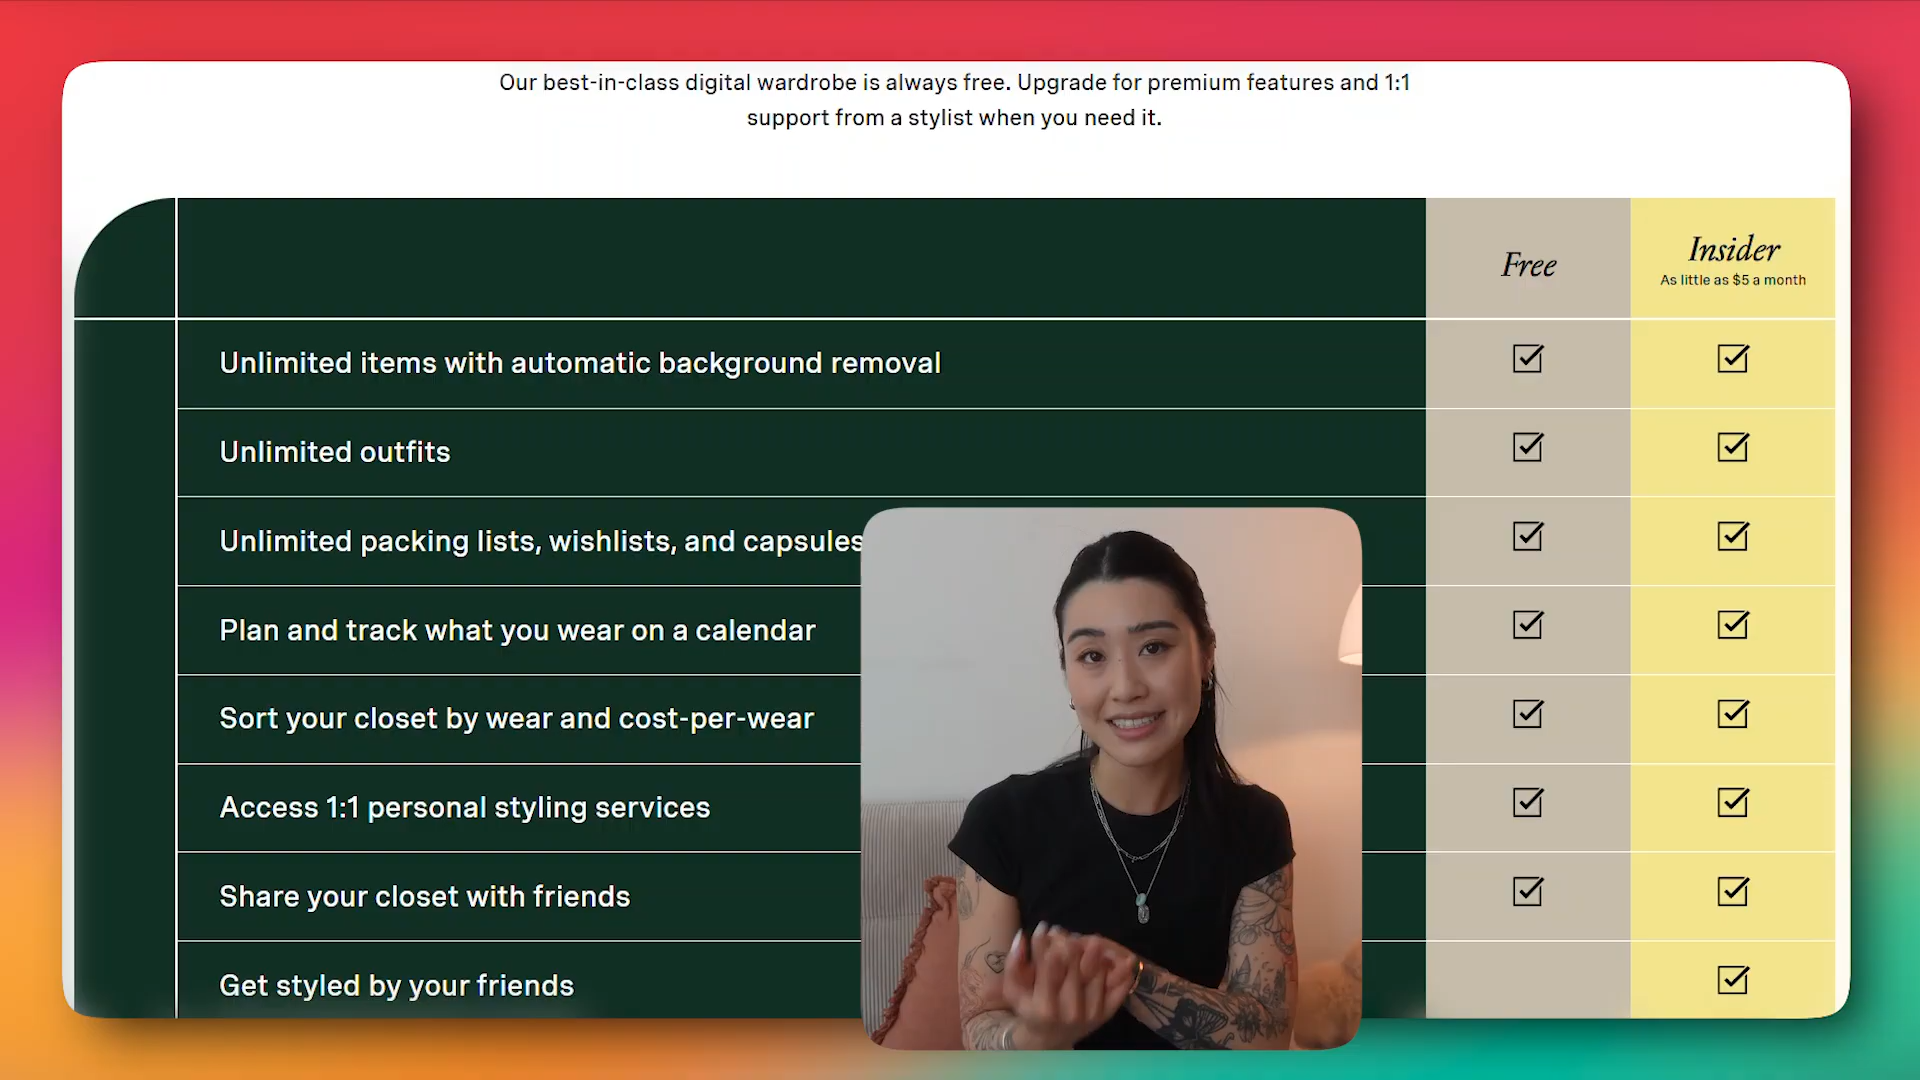 Our best-in-class digital wardrobe is always free. Upgrade for premium features and 1:1
support from a stylist when you need it.
Free
Insider
As little as $5 a month
Unlimited items with automatic background removal
Unlimited outfits
Unlimited packing lists, wishlists, and capsules
Plan and track what you wear on a calendar
Sort your closet by wear and cost-per-wear
Access 1:1 personal styling services
Share your closet with friends
Get styled by your friends